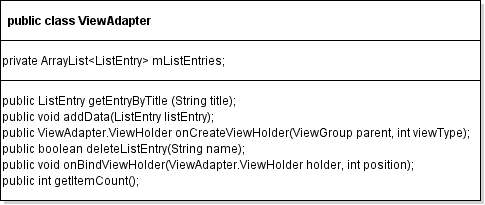 public class ViewAdapter
private ArrayList<ListEntry> mListEntries;
public ListEntry getEntryByTitle (String title);
public void addData(ListEntry listEntry);
public ViewAdapter.ViewHolder onCreateViewHolder(ViewGroup parent, int viewType);
public boolean deleteListEntry(String name);
public void onBindViewHolder(ViewAdapter.ViewHolder holder, int position);
public int getItemCount();